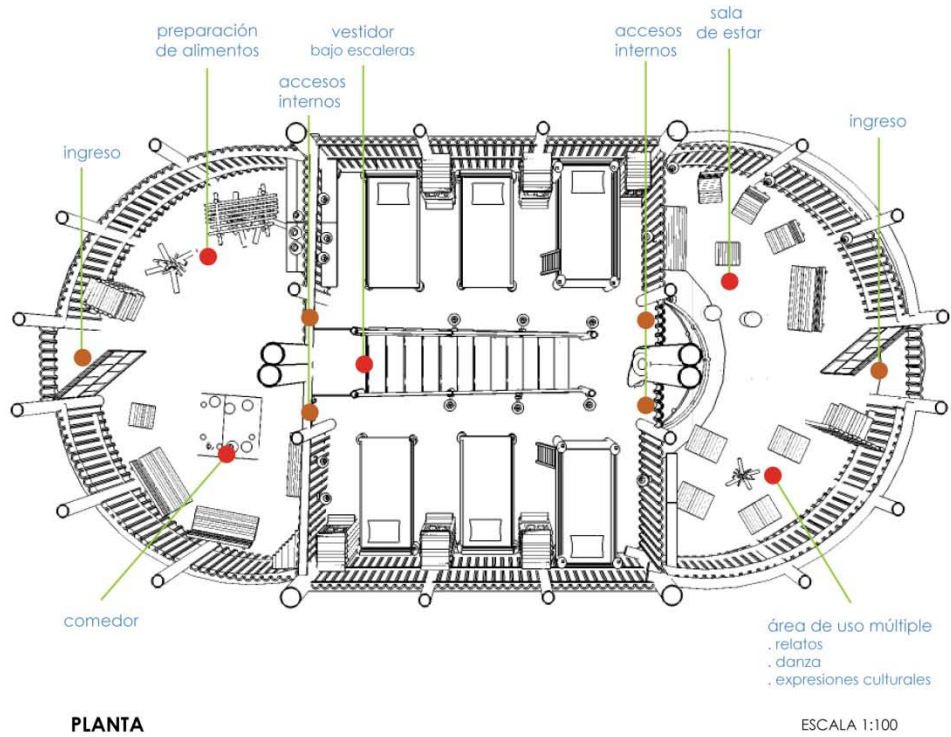 sala
de estar
preparación
de alimentos
vestidor
bajo escaleras
accesos
internos
accesos
internos
ingreso
ingreso
comedor
área de uso múltiple
. relatos
. danza
. expresiones culturales
PLANTA
ESCALA 1:100